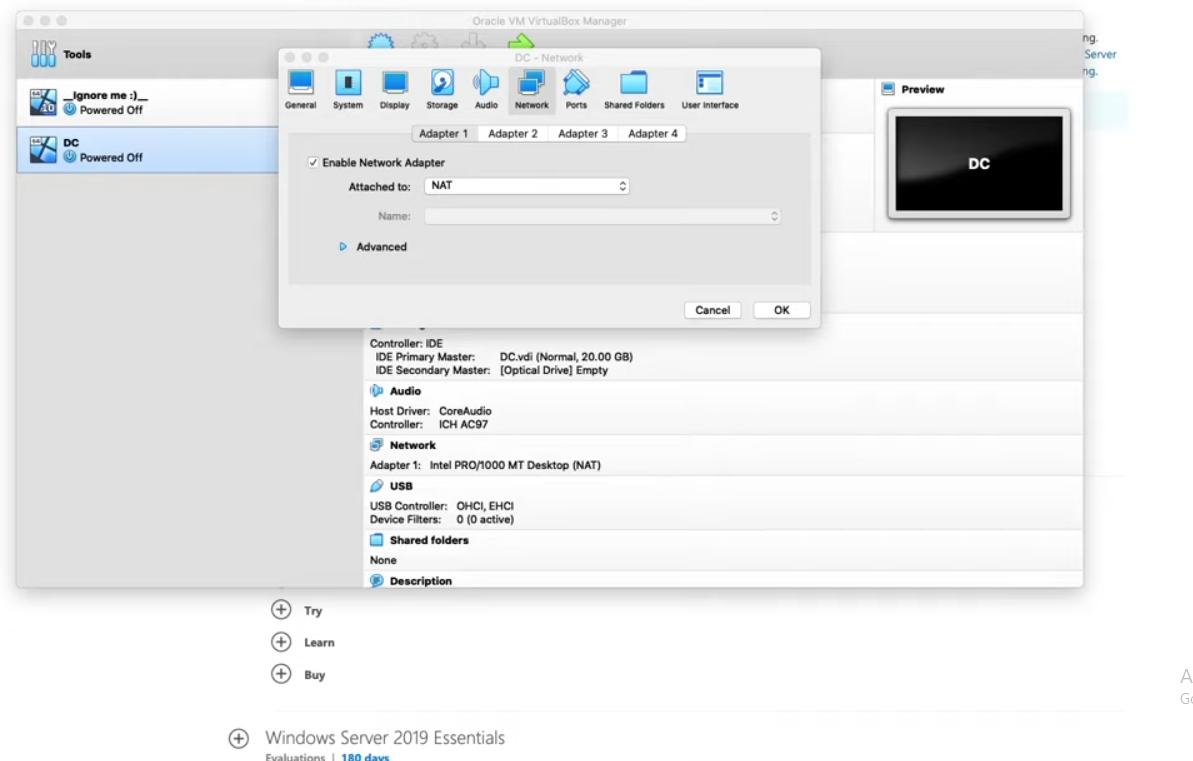 Oracle VM VirtualBox Manager
ng.
Tools
Server
ng.
DC - Network
General System Display Storage Audio Network Ports Shared Folders User Interface
__Ignore me :)__
Powered Off
DC
Powered Off
Preview
DC
Adapter 1 Adapter 2 Adapter 3 Adapter 4
Enable Network Adapter
Attached to: NAT
Name:
Advanced
Cancel OK
Controller: IDE
IDE Primary Master: DC.vdi (Normal, 20.00 GB)
IDE Secondary Master: [Optical Drive] Empty
Audio
Host Driver: CoreAudio
Controller: ICH AC97
Network
Adapter 1: Intel PRO/1000 MT Desktop (NAT)
USB
USB Controller: OHCI, EHCI
Device Filters: 0 (0 active)
Shared folders
None
Description
Try
Learn
Buy
A
Go
Windows Server 2019 Essentials
Evaluations | 180 days